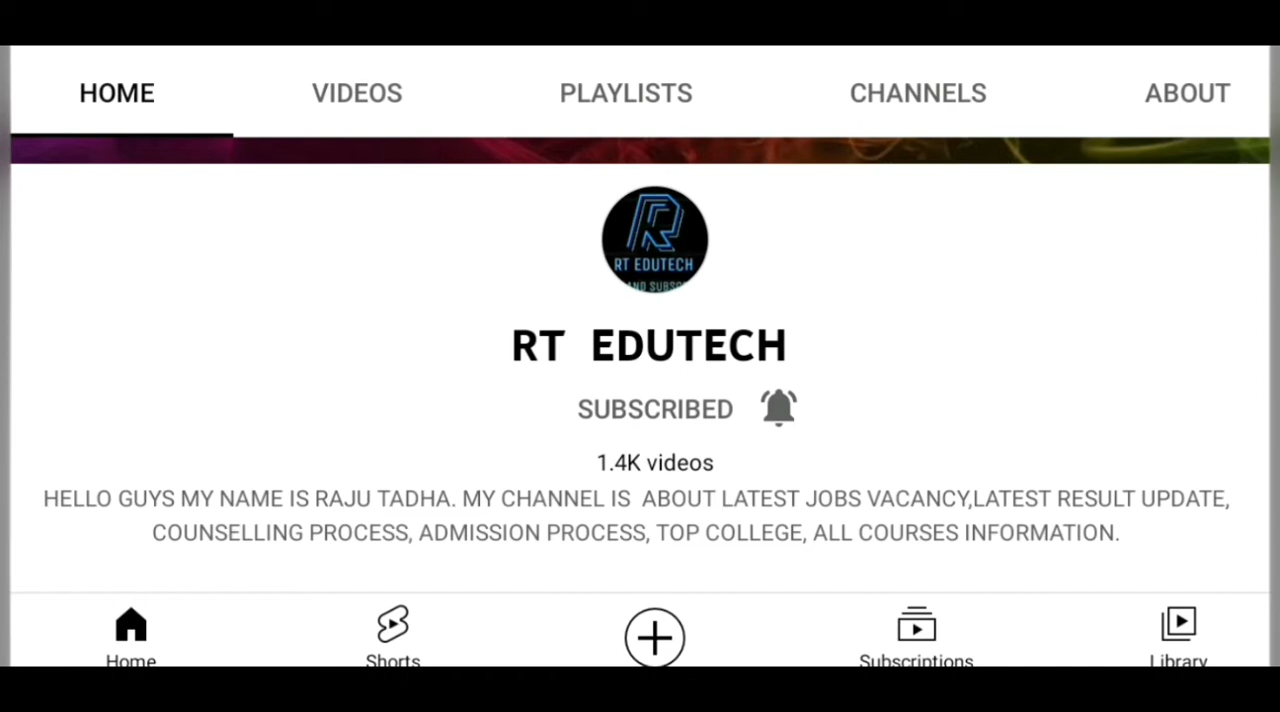 HOME VIDEOS PLAYLISTS CHANNELS ABOUT
RT EDUTECH
AND SUBSC
RT EDUTECH
SUBSCRIBED
1.4K videos
HELLO GUYS MY NAME IS RAJU TADHA. MY CHANNEL IS ABOUT LATEST JOBS VACANCY,LATEST RESULT UPDATE,
COUNSELLING PROCESS, ADMISSION PROCESS, TOP COLLEGE, ALL COURSES INFORMATION.
Home Shorts Subscriptions Library